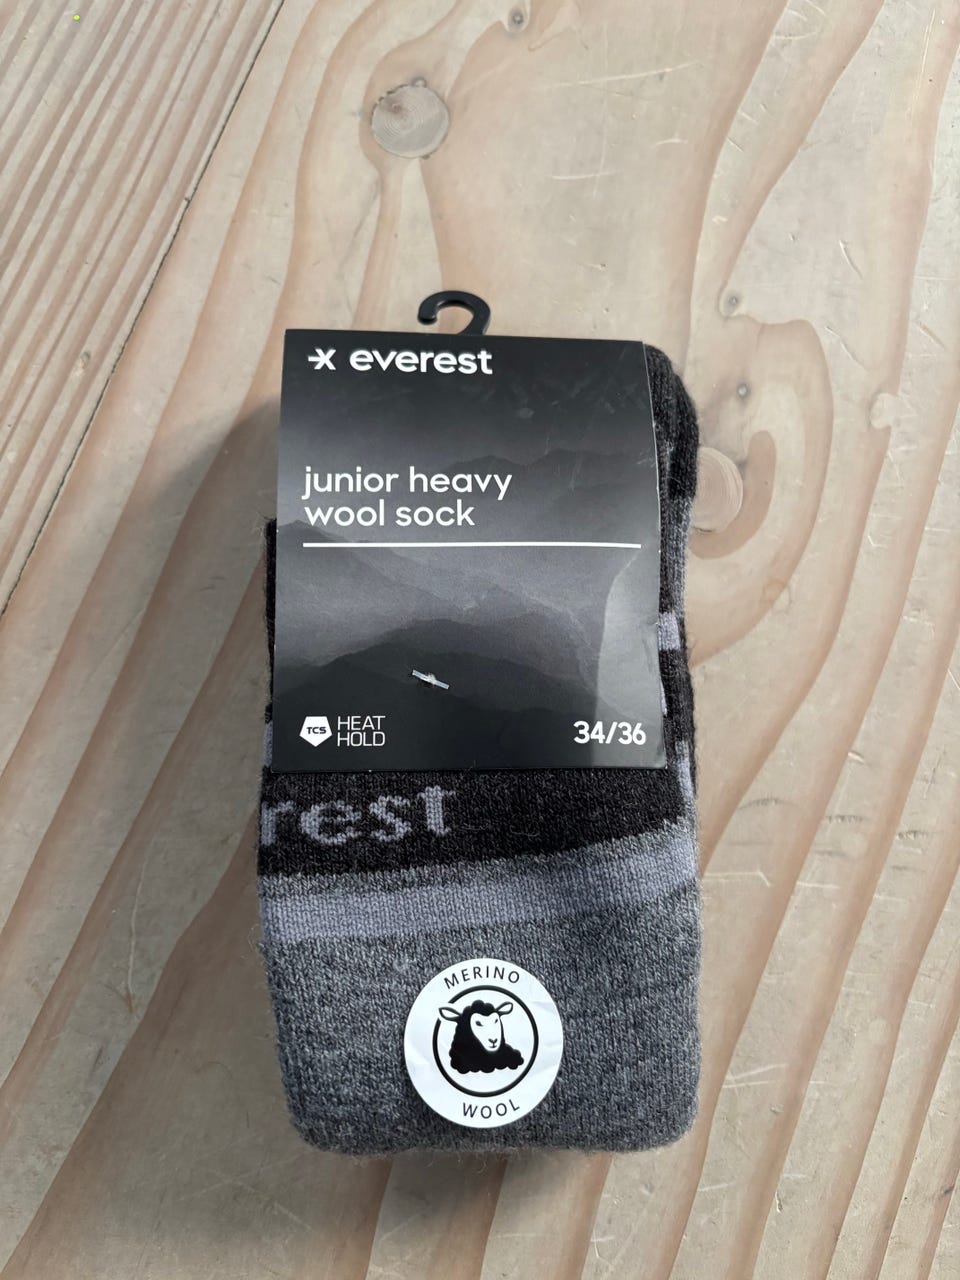 everest
junior heavy
wool sock
TCS
HEAT
HOLD
34/36
rest
MERINO
WOOL